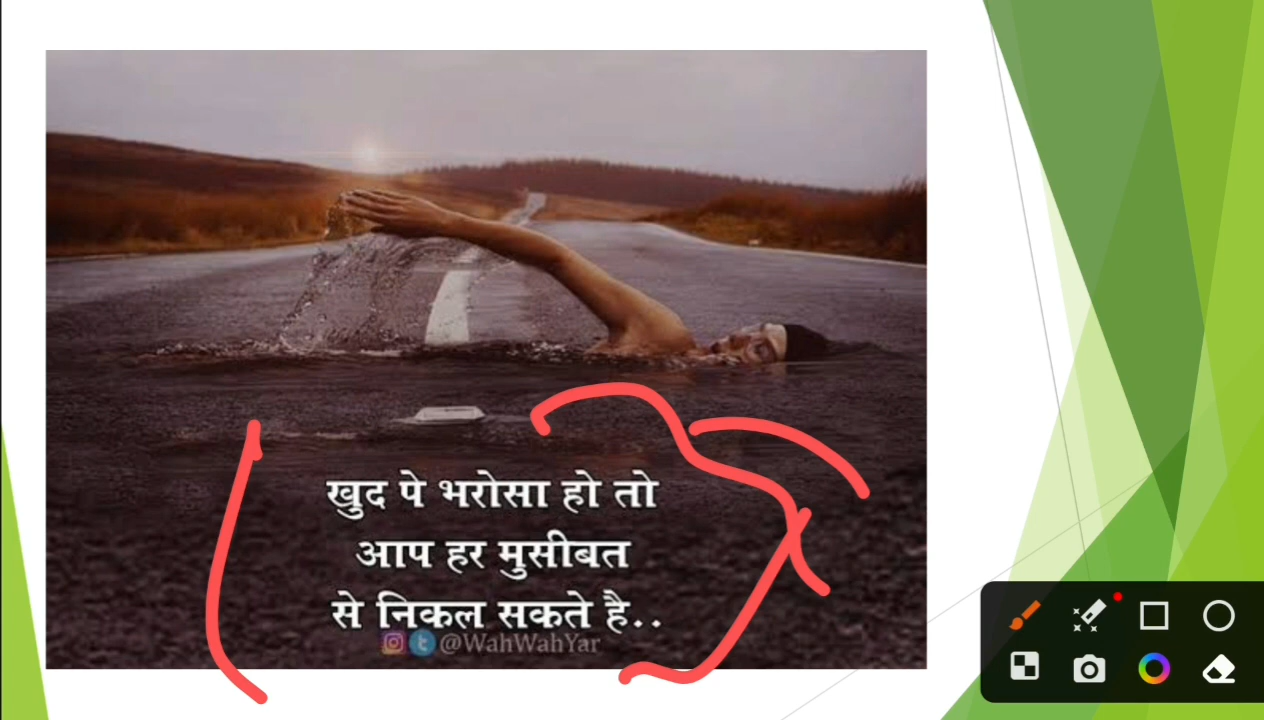 खुद पे भरोसा हो तो
आप हर मुसीबत
से निकल सकते है..
@WahWahYar